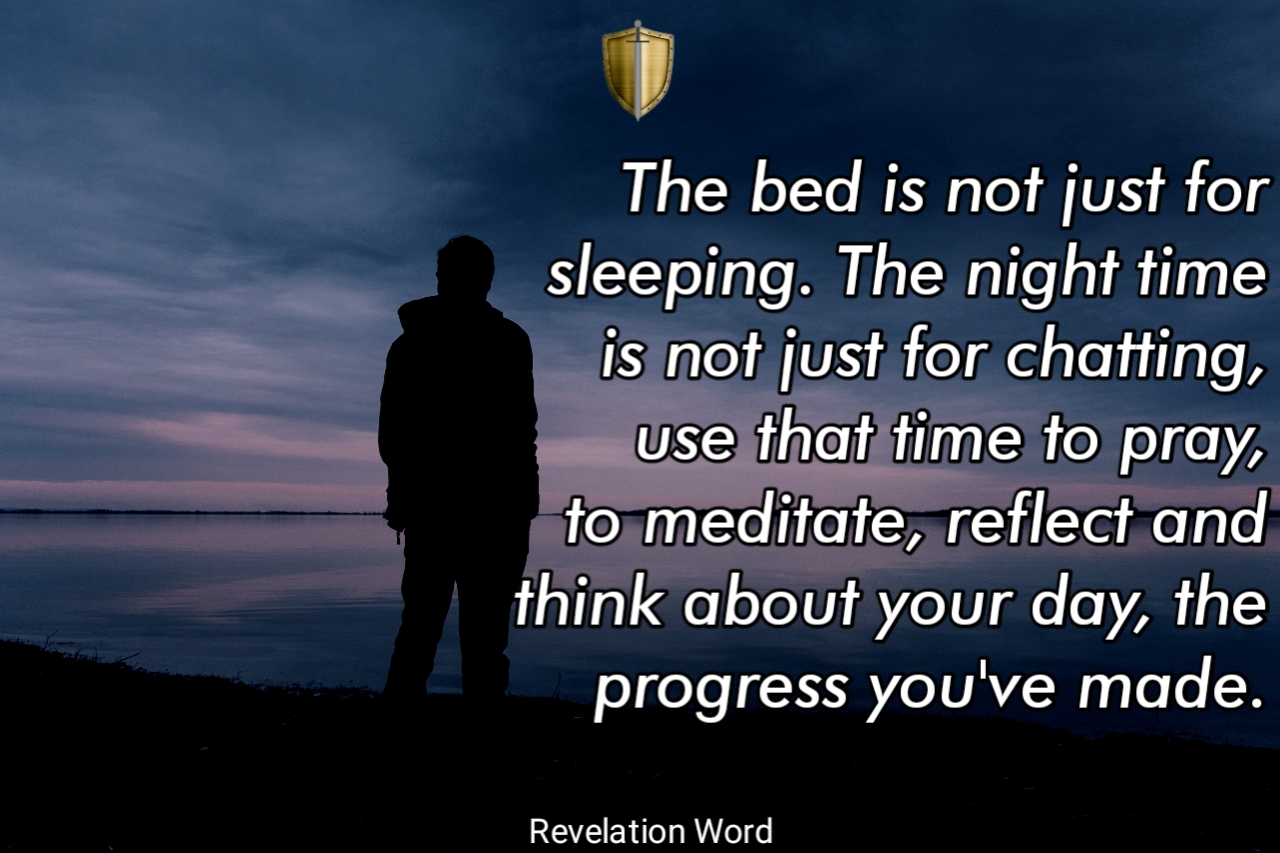 The bed is not just for
sleeping. The night time
is not just for chatting,
use that time to pray,
to meditate, reflect and
think about your day, the
progress you've made.
Revelation Word